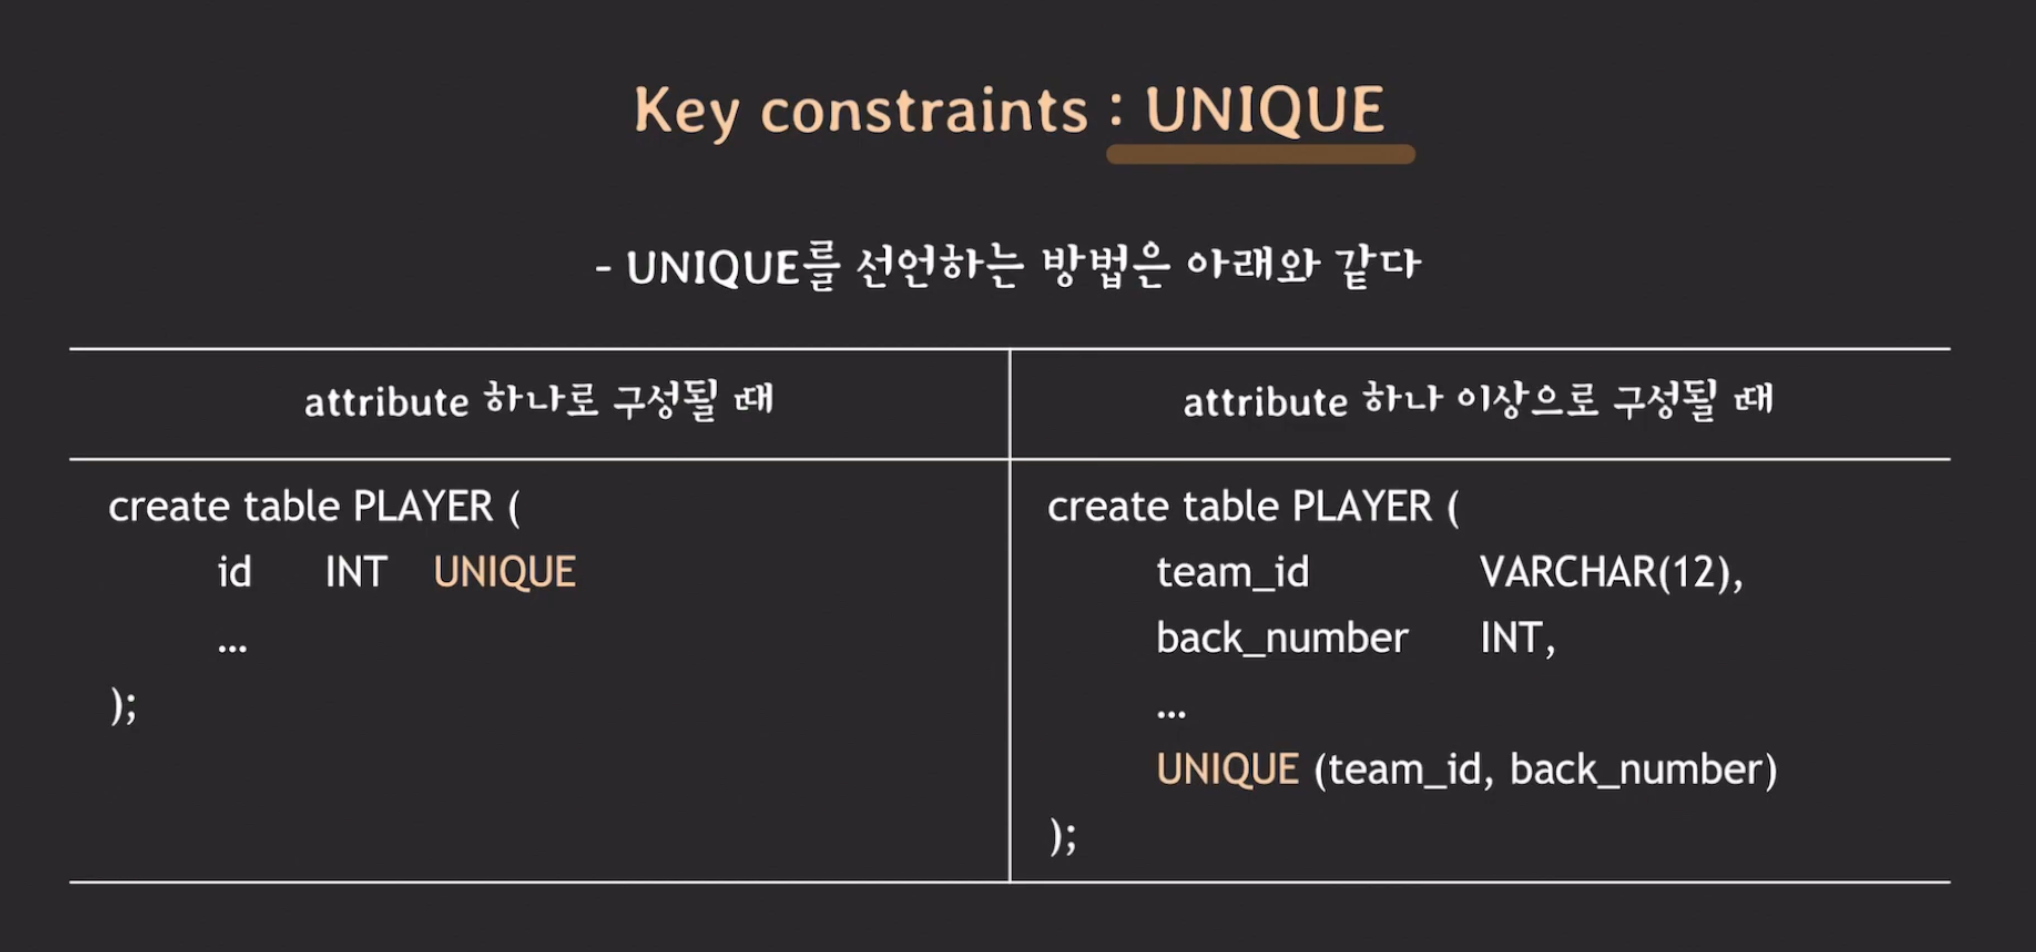 Key constraints : UNIQUE
- UNIQUE를 선언하는 방법은 아래와 같다
attribute 하나로 구성될 때
create table PLAYER (
id INT UNIQUE
...
);
attribute 하나 이상으로 구성될 때
create table PLAYER (
team_id VARCHAR(12),
back_number INT,
...
UNIQUE (team_id, back_number)
);